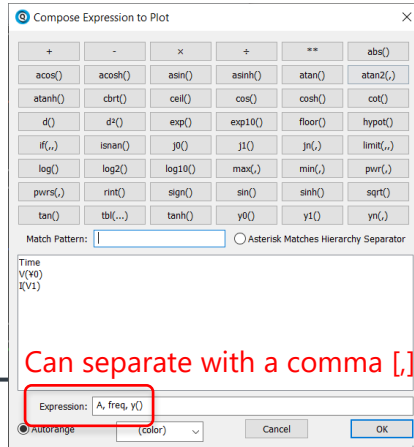 Compose Expression to Plot
+ - × ÷ ** abs()
acos() acosh() asin() asinh() atan() atan2(,)
atanh() cbrt() ceil() cos() cosh() cot()
d() d²() exp() exp10() floor() hypot()
if(,,) isnan() j0() j1() jn(,) limit(,,)
log() log2() log10() max(,) min(,) pwr(,)
pwrs(,) rint() sign() sin() sinh() sqrt()
tan() tbl(...) tanh() y0() y1() yn(,)
Match Pattern: Asterisk Matches Hierarchy Separator
Time
V(¥0)
I(V1)
Can separate with a comma [,]
Expression: A, freq, y()
Autorange (color) Cancel OK